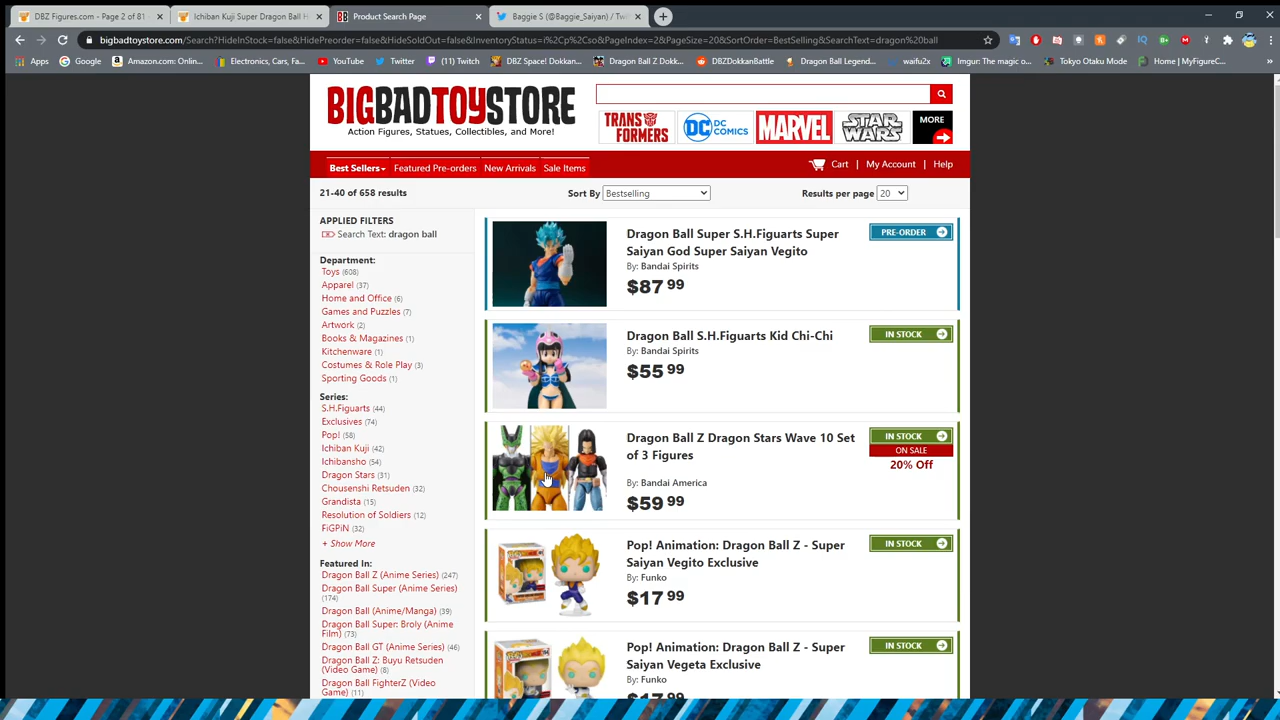 DBZ Figures.com - Page 2 of 81
Ichiban Kuji Super Dragon Ball H
Product Search Page
Baggie S (@Baggie_Saiyan) / Twit
bigbadtoystore.com/Search?HideInStock=false&HidePreorder=false&HideSoldOut=false&InventoryStatus=i%2Cp%2Cso&PageIndex=2&PageSize=20&SortOrder=BestSelling&SearchText=dragon%20ball
Apps Google Amazon.com: Onlin... Electronics, Cars, Fa... YouTube Twitter (11) Twitch DBZ Space! Dokkan... Dragon Ball Z Dokk... DBZDokkanBattle Dragon Ball Legend... waifu2x Imgur: The magic o... Tokyo Otaku Mode Home | MyFigureC...
BIGBADTOYSTORE
Action Figures, Statues, Collectibles, and More!
TRANSFORMERS DC COMICS MARVEL STAR WARS MORE
Best Sellers Featured Pre-orders New Arrivals Sale Items Cart | My Account | Help
21-40 of 658 results Sort By Bestselling Results per page 20
APPLIED FILTERS
Search Text: dragon ball
Department:
Toys (608)
Apparel (37)
Home and Office (6)
Games and Puzzles (7)
Artwork (2)
Books & Magazines (1)
Kitchenware (1)
Costumes & Role Play (3)
Sporting Goods (1)
Series:
S.H.Figuarts (44)
Exclusives (74)
Pop! (58)
Ichiban Kuji (42)
Ichibansho (54)
Dragon Stars (31)
Chousenshi Retsuden (32)
Grandista (15)
Resolution of Soldiers (12)
FiGPiN (32)
+ Show More
Featured In:
Dragon Ball Z (Anime Series) (247)
Dragon Ball Super (Anime Series)
(174)
Dragon Ball (Anime/Manga) (39)
Dragon Ball Super: Broly (Anime
Film) (73)
Dragon Ball GT (Anime Series) (46)
Dragon Ball Z: Buyu Retsuden
(Video Game) (8)
Dragon Ball FighterZ (Video
Game) (11)
Dragon Ball Super S.H.Figuarts Super
Saiyan God Super Saiyan Vegito
By: Bandai Spirits
$87 99
PRE-ORDER
Dragon Ball S.H.Figuarts Kid Chi-Chi
By: Bandai Spirits
$55 99
IN STOCK
Dragon Ball Z Dragon Stars Wave 10 Set
of 3 Figures
By: Bandai America
$59 99
IN STOCK
ON SALE
20% Off
Pop! Animation: Dragon Ball Z - Super
Saiyan Vegito Exclusive
By: Funko
$17 99
IN STOCK
Pop! Animation: Dragon Ball Z - Super
Saiyan Vegeta Exclusive
By: Funko
$17 99
IN STOCK